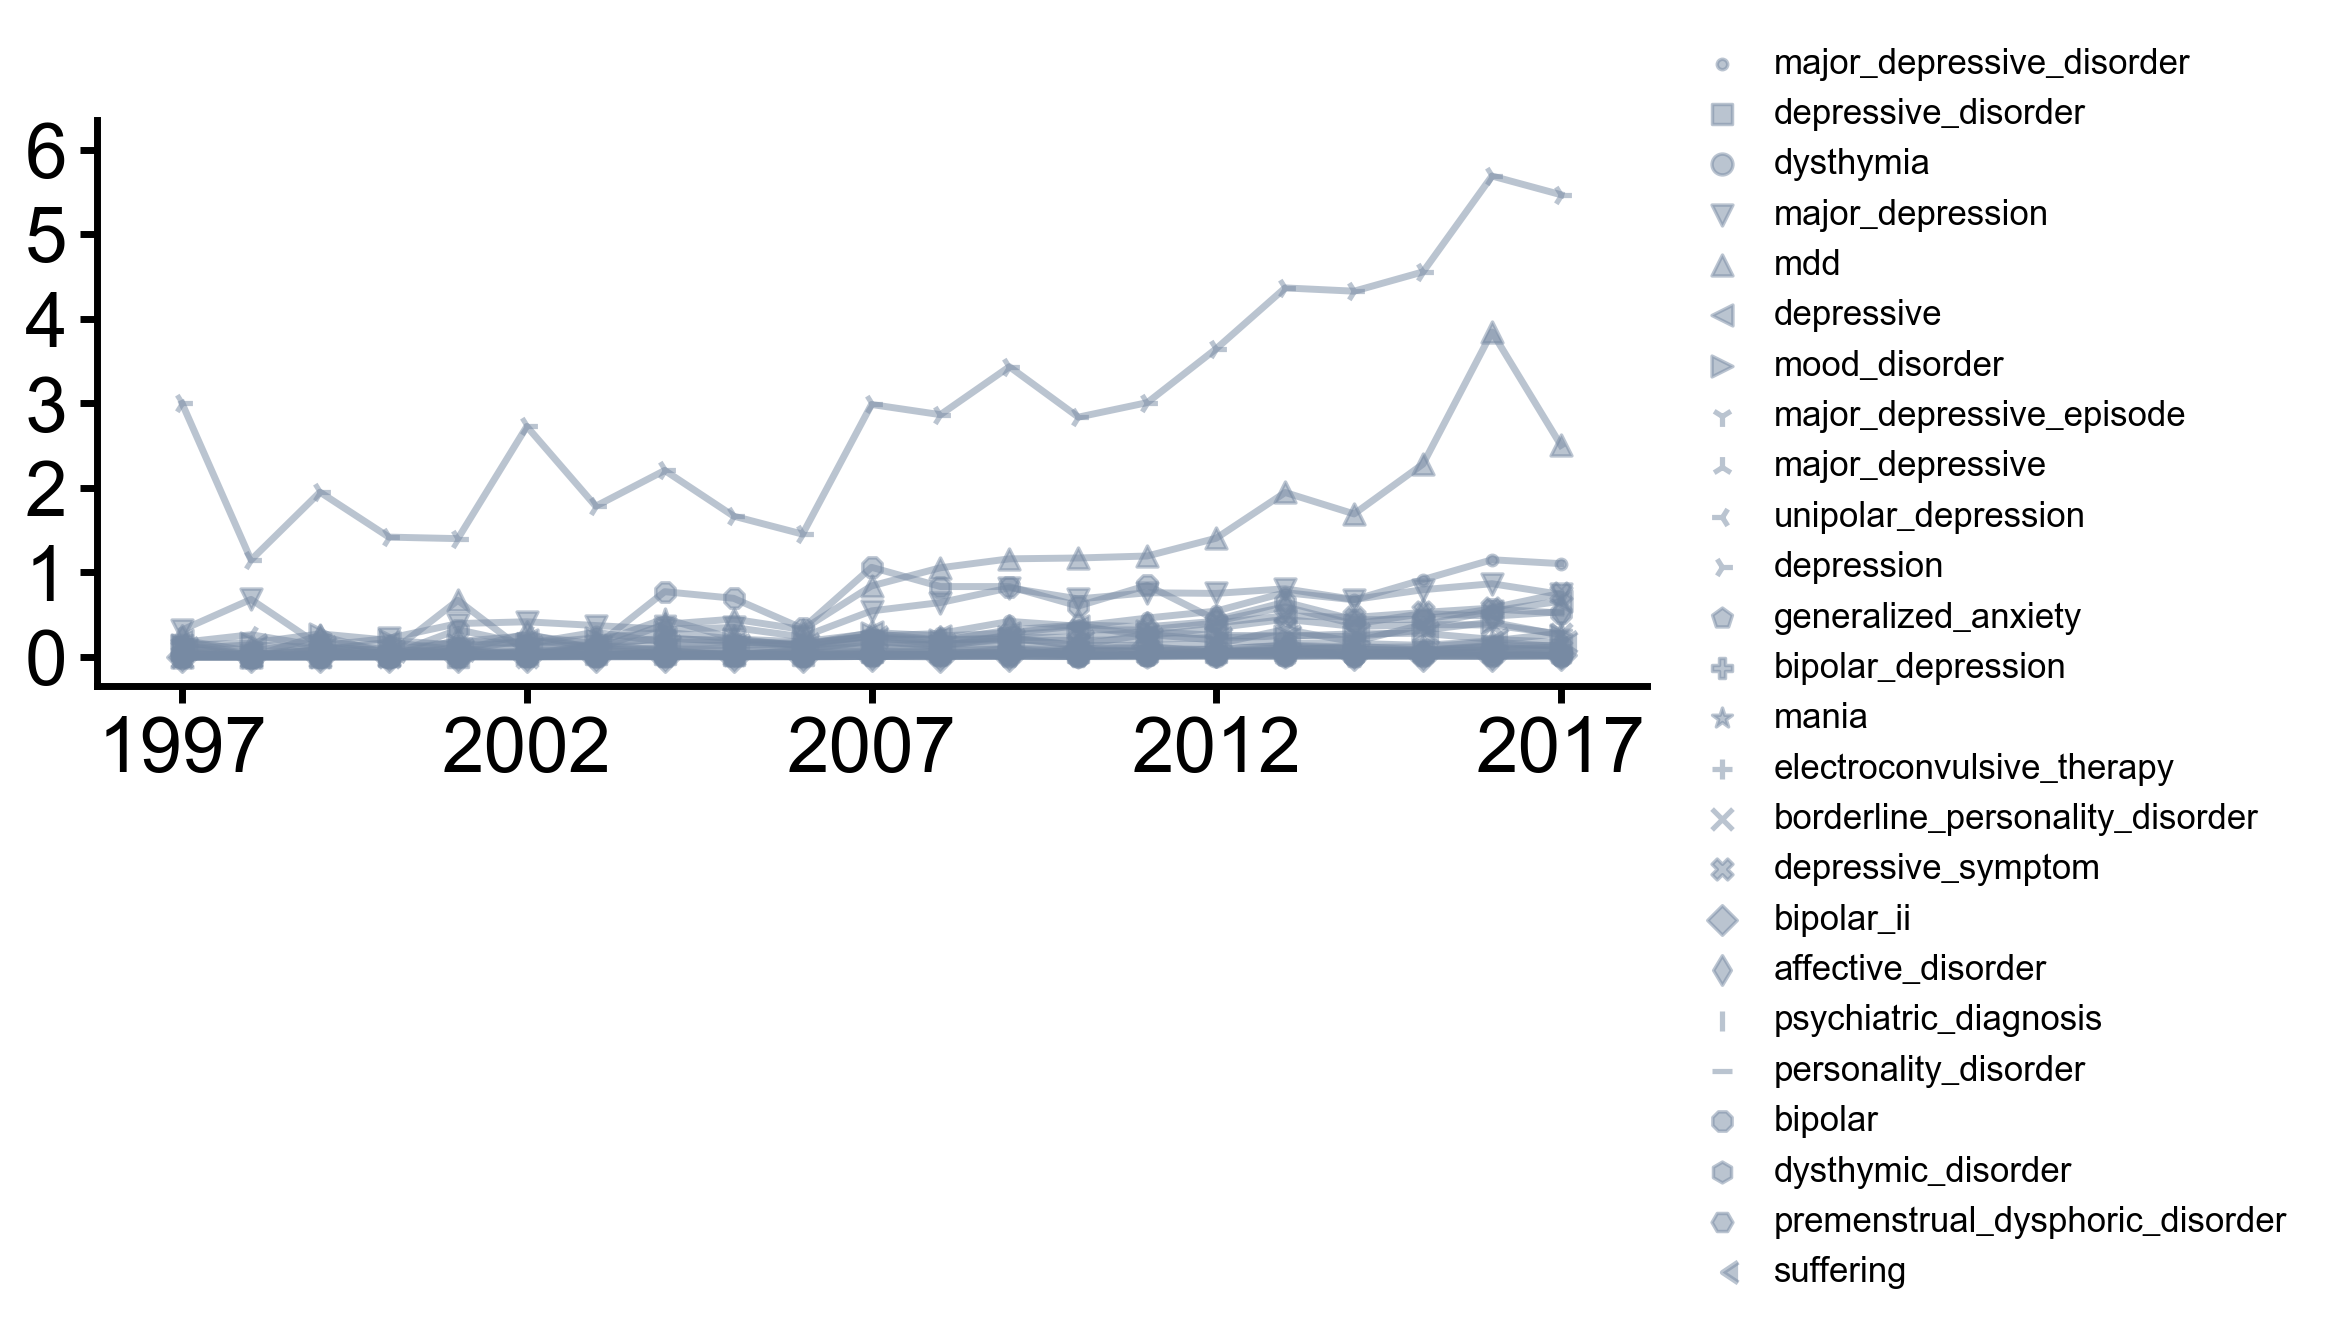 6
5
4
3
2
1
0
1997
2002
2007
2012
2017
major_depressive_disorder
depressive_disorder
dysthymia
major_depression
mdd
depressive
mood_disorder
major_depressive_episode
major_depressive
unipolar_depression
depression
generalized_anxiety
bipolar_depression
mania
electroconvulsive_therapy
borderline_personality_disorder
depressive_symptom
bipolar_ii
affective_disorder
psychiatric_diagnosis
personality_disorder
bipolar
dysthymic_disorder
premenstrual_dysphoric_disorder
suffering